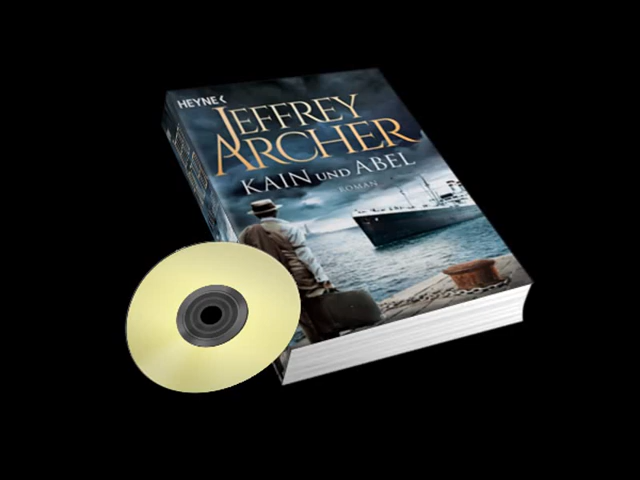 HEYNE‹
JEFFREY
ARCHER
KAIN UND ABEL
ROMAN